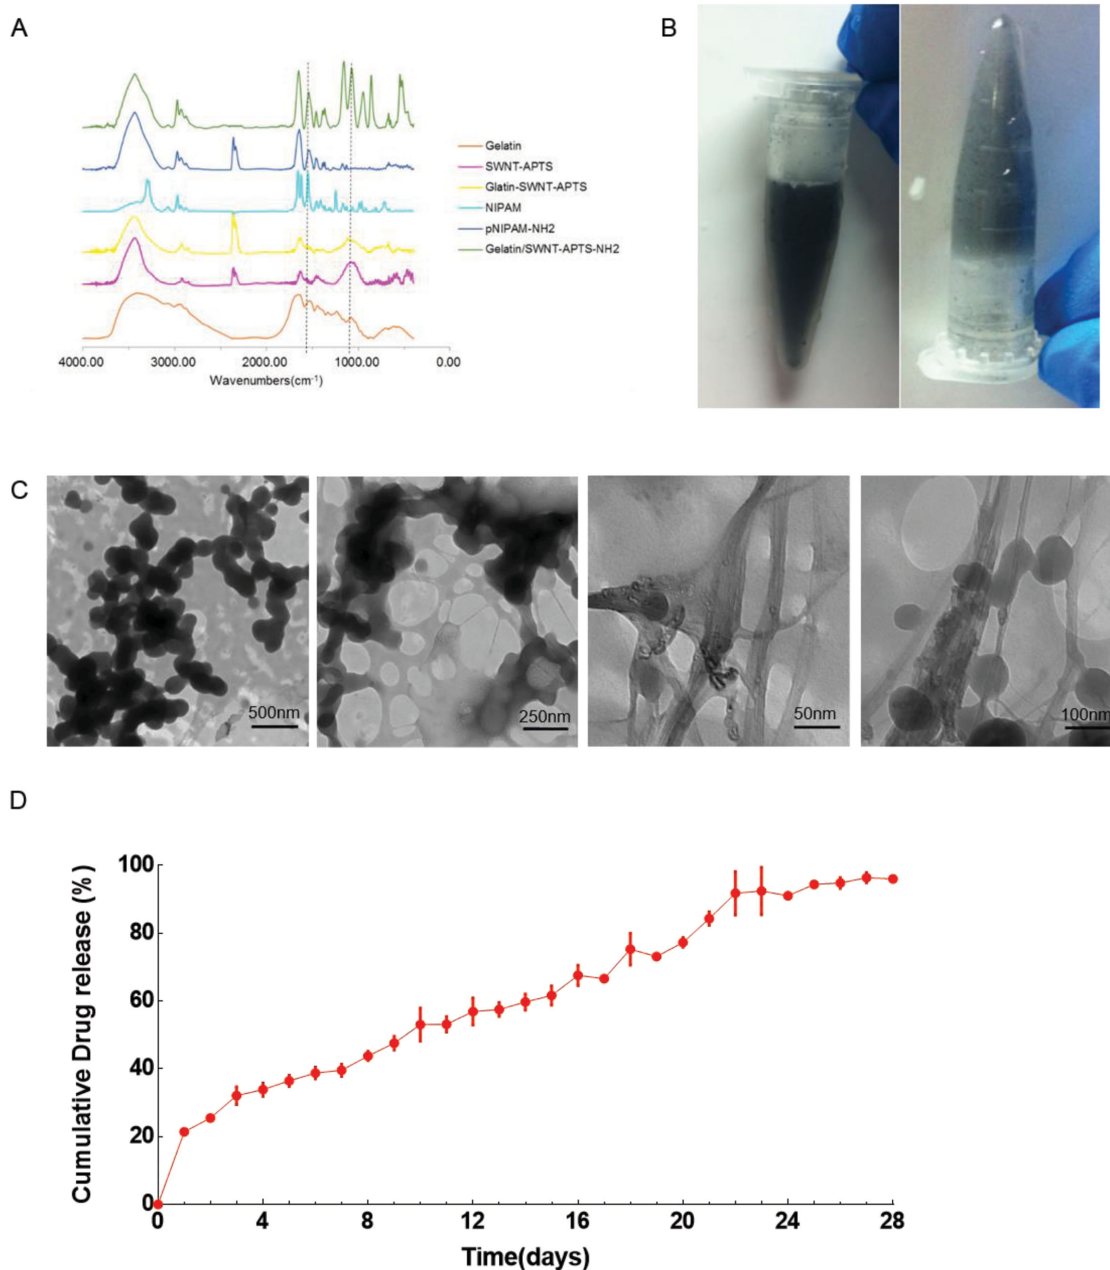 A
B
Gelatin
SWNT-APTS
Glatin-SWNT-APTS
NIPAM
pNIPAM-NH2
Gelatin/SWNT-APTS-NH2
4000.00 3000.00 2000.00 1000.00 0.00
Wavenumbers(cm-1)
C
500nm
250nm
50nm
100nm
D
Cumulative Drug release (%)
100
80
60
40
20
0
0 4 8 12 16 20 24 28
Time(days)